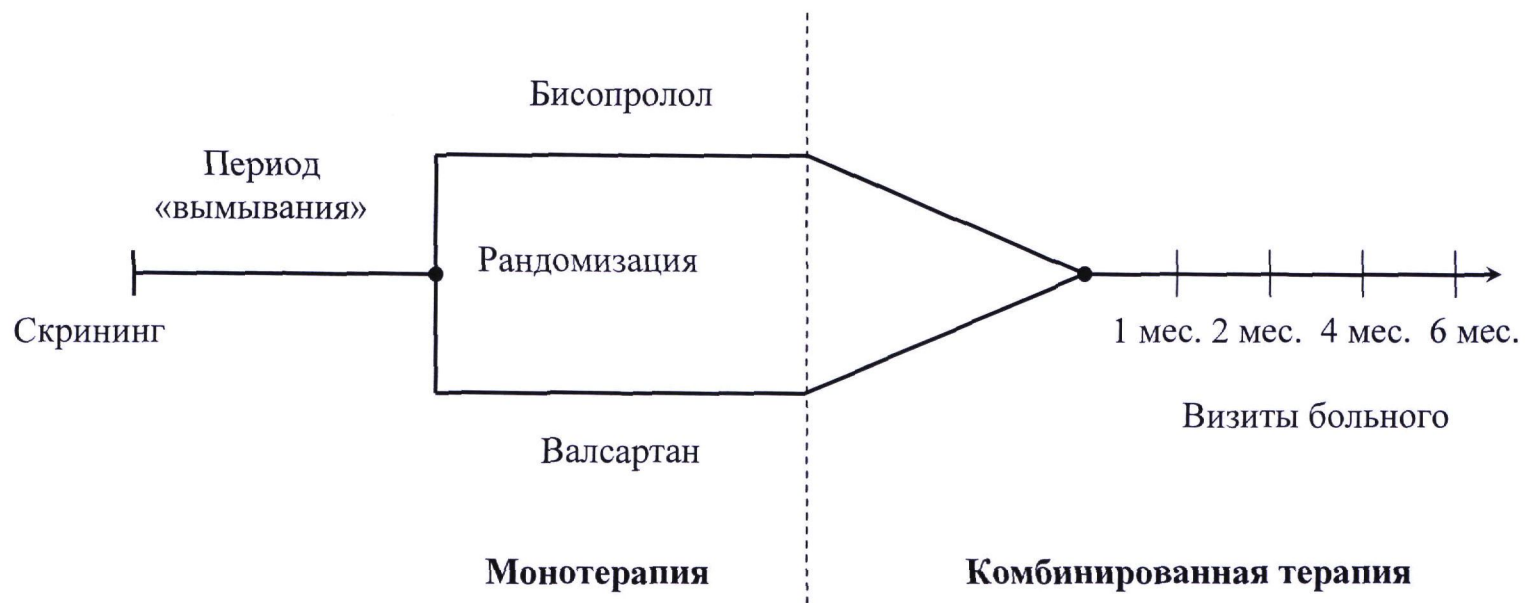 Бисопролол
Период
«вымывания»
Рандомизация
Скрининг
1 мес. 2 мес. 4 мес. 6 мес.
Визиты больного
Валсартан
Монотерапия
Комбинированная терапия